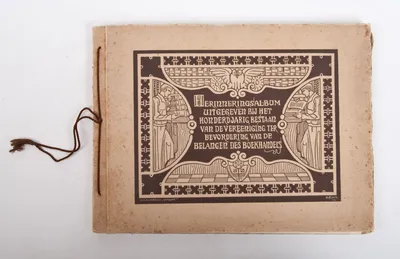 HERINNERINGSALBUM
UITGEGEVEN BIJ HET
HONDERDJARIG BESTAAN
VAN DE VEREENIGING TER
BEVORDERING VAN DE
BELANGEN DES BOEKHANDELS